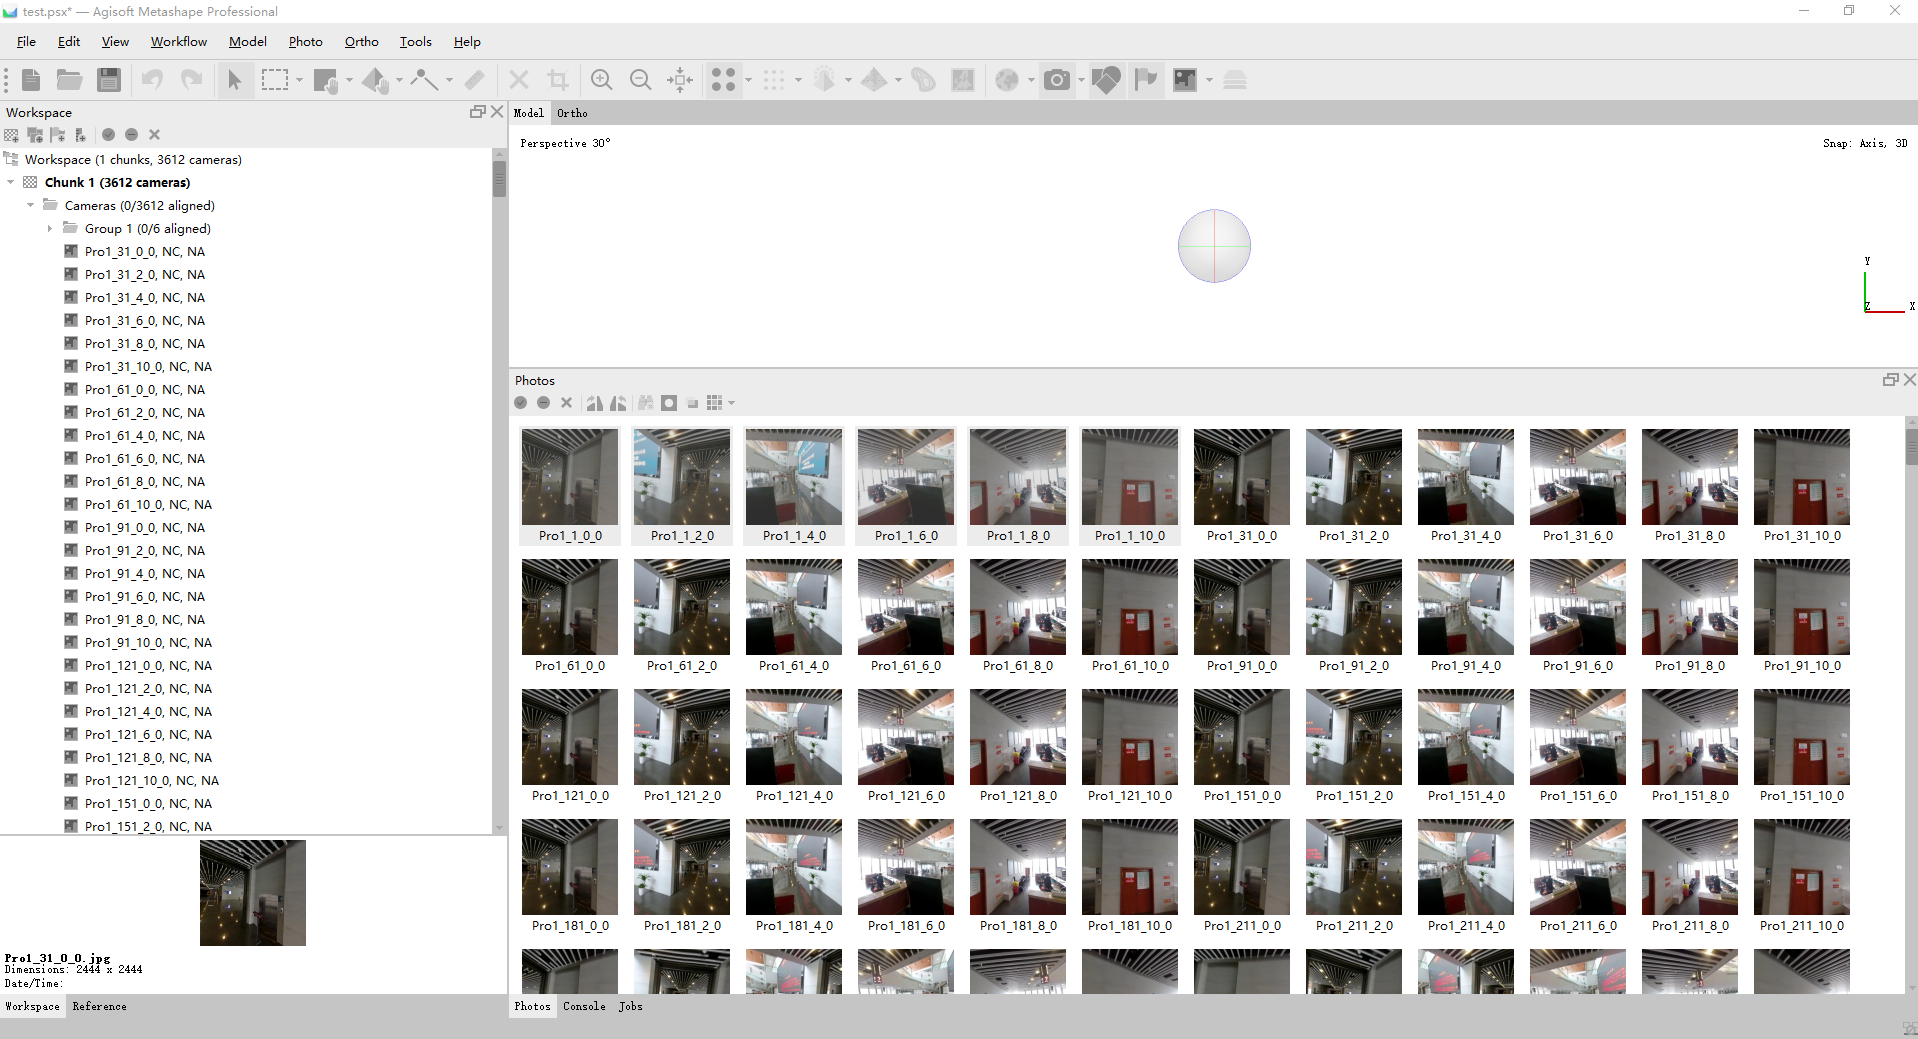 test.psx* — Agisoft Metashape Professional
File Edit View Workflow Model Photo Ortho Tools Help
Workspace
Workspace (1 chunks, 3612 cameras)
Chunk 1 (3612 cameras)
Cameras (0/3612 aligned)
Group 1 (0/6 aligned)
Pro1_31_0_0, NC, NA
Pro1_31_2_0, NC, NA
Pro1_31_4_0, NC, NA
Pro1_31_6_0, NC, NA
Pro1_31_8_0, NC, NA
Pro1_31_10_0, NC, NA
Pro1_61_0_0, NC, NA
Pro1_61_2_0, NC, NA
Pro1_61_4_0, NC, NA
Pro1_61_6_0, NC, NA
Pro1_61_8_0, NC, NA
Pro1_61_10_0, NC, NA
Pro1_91_0_0, NC, NA
Pro1_91_2_0, NC, NA
Pro1_91_4_0, NC, NA
Pro1_91_6_0, NC, NA
Pro1_91_8_0, NC, NA
Pro1_91_10_0, NC, NA
Pro1_121_0_0, NC, NA
Pro1_121_2_0, NC, NA
Pro1_121_4_0, NC, NA
Pro1_121_6_0, NC, NA
Pro1_121_8_0, NC, NA
Pro1_121_10_0, NC, NA
Pro1_151_0_0, NC, NA
Pro1_151_2_0, NC, NA
Pro1_31_0_0.jpg
Dimensions: 2444 x 2444
Date/Time:
Workspace Reference
Model Ortho
Perspective 30°
Snap: Axis, 3D
Y
Z X
Photos
Pro1_1_0_0 Pro1_1_2_0 Pro1_1_4_0 Pro1_1_6_0 Pro1_1_8_0 Pro1_1_10_0 Pro1_31_0_0 Pro1_31_2_0 Pro1_31_4_0 Pro1_31_6_0 Pro1_31_8_0 Pro1_31_10_0
Pro1_61_0_0 Pro1_61_2_0 Pro1_61_4_0 Pro1_61_6_0 Pro1_61_8_0 Pro1_61_10_0 Pro1_91_0_0 Pro1_91_2_0 Pro1_91_4_0 Pro1_91_6_0 Pro1_91_8_0 Pro1_91_10_0
Pro1_121_0_0 Pro1_121_2_0 Pro1_121_4_0 Pro1_121_6_0 Pro1_121_8_0 Pro1_121_10_0 Pro1_151_0_0 Pro1_151_2_0 Pro1_151_4_0 Pro1_151_6_0 Pro1_151_8_0 Pro1_151_10_0
Pro1_181_0_0 Pro1_181_2_0 Pro1_181_4_0 Pro1_181_6_0 Pro1_181_8_0 Pro1_181_10_0 Pro1_211_0_0 Pro1_211_2_0 Pro1_211_4_0 Pro1_211_6_0 Pro1_211_8_0 Pro1_211_10_0
Photos Console Jobs